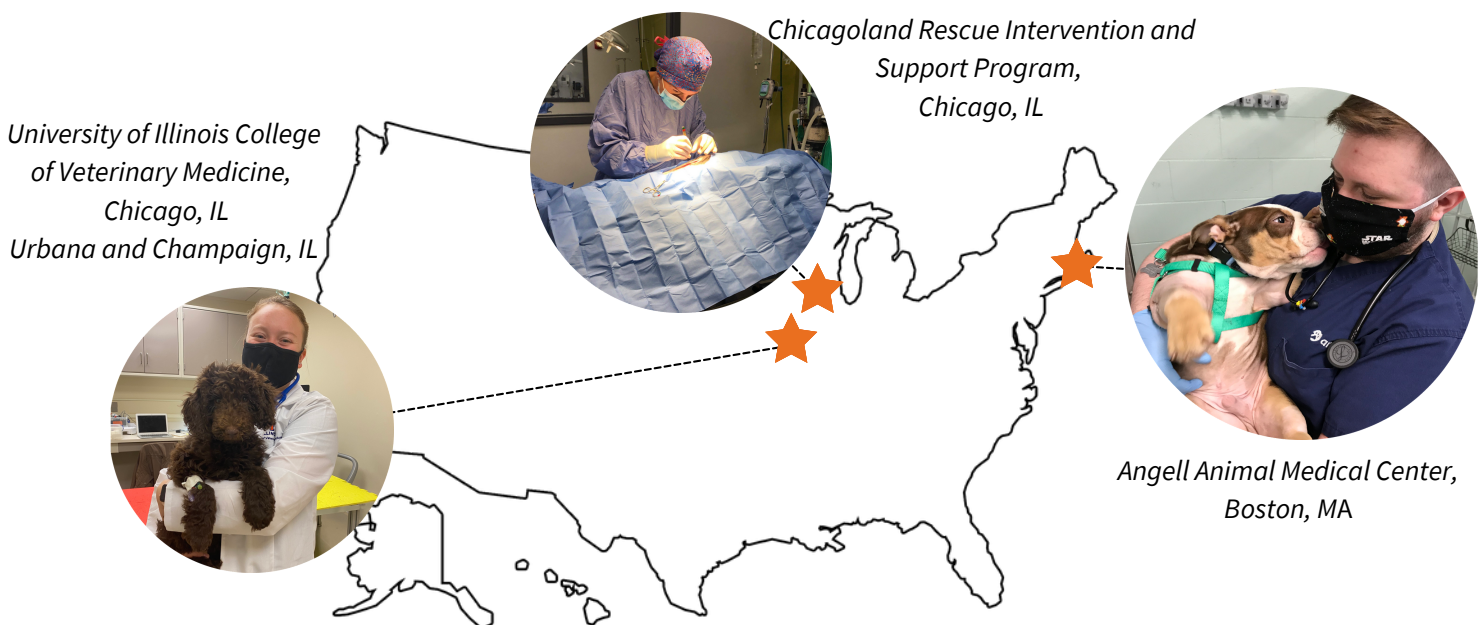 University of Illinois College
of Veterinary Medicine,
Chicago, IL
Urbana and Champaign, IL
Chicagoland Rescue Intervention and
Support Program,
Chicago, IL
STAR
Angell Animal Medical Center,
Boston, MA